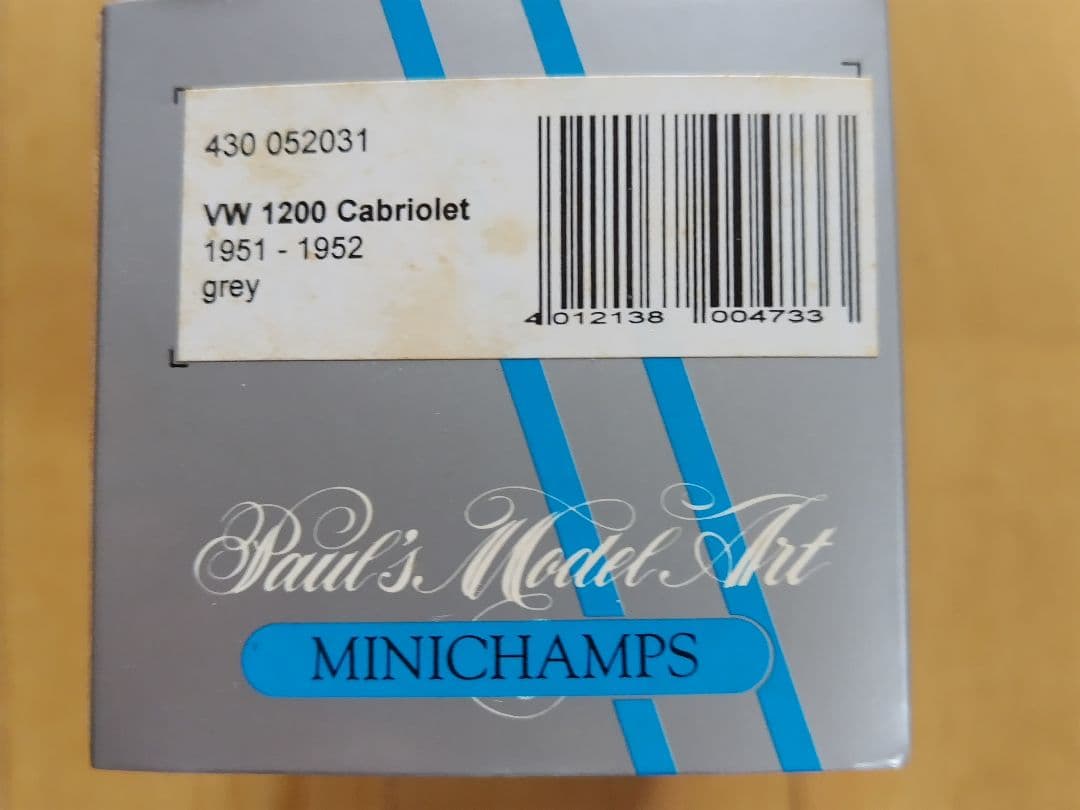 430 052031
VW 1200 Cabriolet
1951 - 1952
grey
4 012138 004733
Paul's Model Art
MINICHAMPS